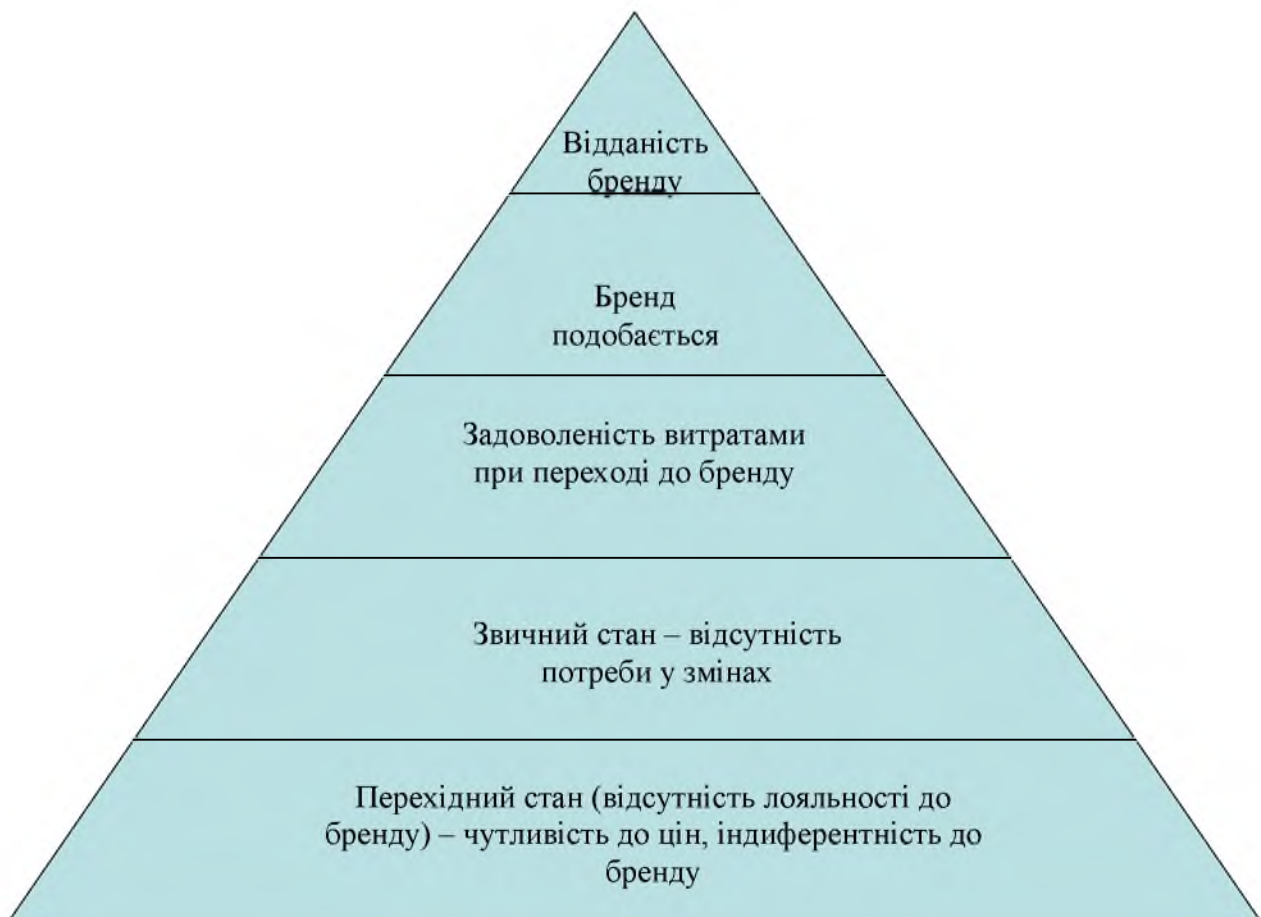 Відданість
бренду
Бренд
подобається
Задоволеність витратами
при переході до бренду
Звичний стан – відсутність
потреби у змінах
Перехідний стан (відсутність лояльності до
бренду) – чутливість до цін, індиферентність до
бренду